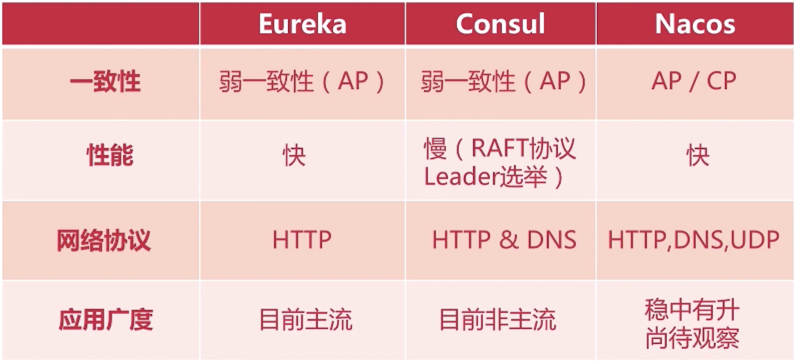 Eureka Consul Nacos
一致性 弱一致性（AP） 弱一致性（AP） AP / CP
性能 快 慢（RAFT协议 快
Leader选举）
网络协议 HTTP HTTP & DNS HTTP,DNS,UDP
应用广度 目前主流 目前非主流 稳中有升
尚待观察